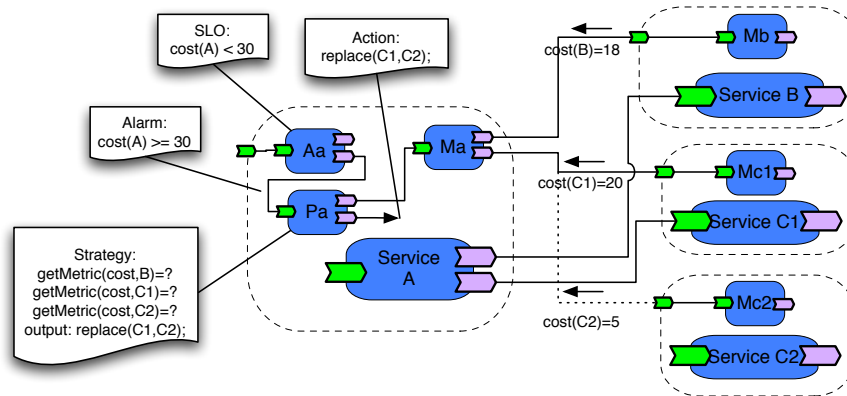 SLO:
cost(A) < 30
Action:
replace(C1,C2);
Alarm:
cost(A) >= 30
Strategy:
getMetric(cost,B)=?
getMetric(cost,C1)=?
getMetric(cost,C2)=?
output: replace(C1,C2);
Aa
Pa
Ma
Service
A
cost(B)=18
Mb
Service B
cost(C1)=20
Mc1
Service C1
cost(C2)=5
Mc2
Service C2